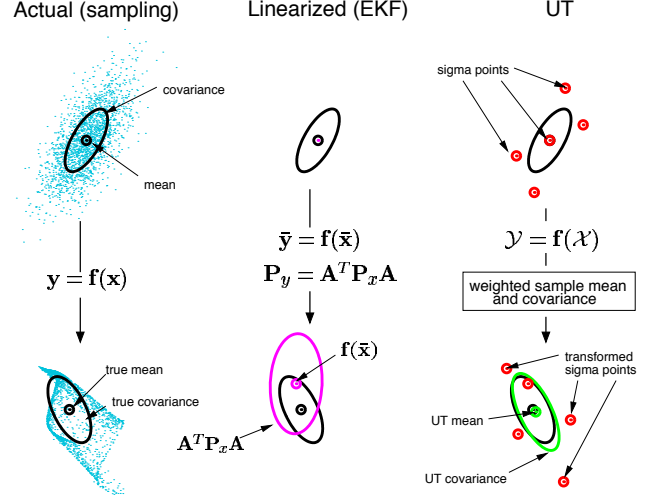 Actual (sampling)
Linearized (EKF)
UT
covariance
mean
sigma points
y = f(x)
ȳ = f(x̄)
P_y = A^T P_x A
𝒴 = f(𝒳)
weighted sample mean
and covariance
true mean
true covariance
f(x̄)
A^T P_x A
transformed
sigma points
UT mean
UT covariance